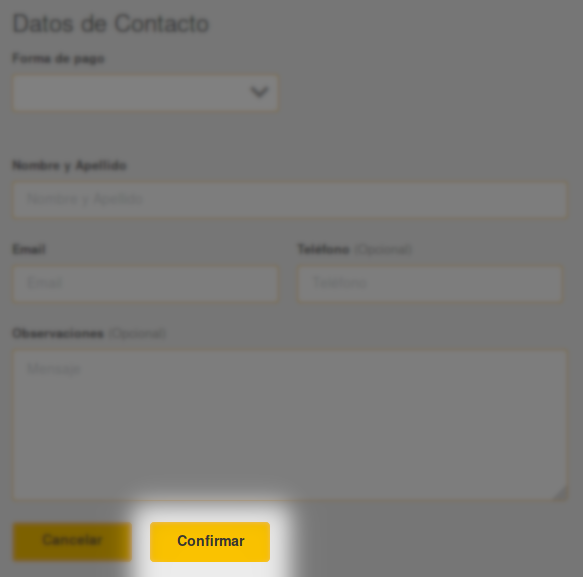 Datos de Contacto
Forma de pago
Nombre y Apellido
Nombre y Apellido
Email
Teléfono (Opcional)
Email
Teléfono
Observaciones (Opcional)
Mensaje
Cancelar
Confirmar